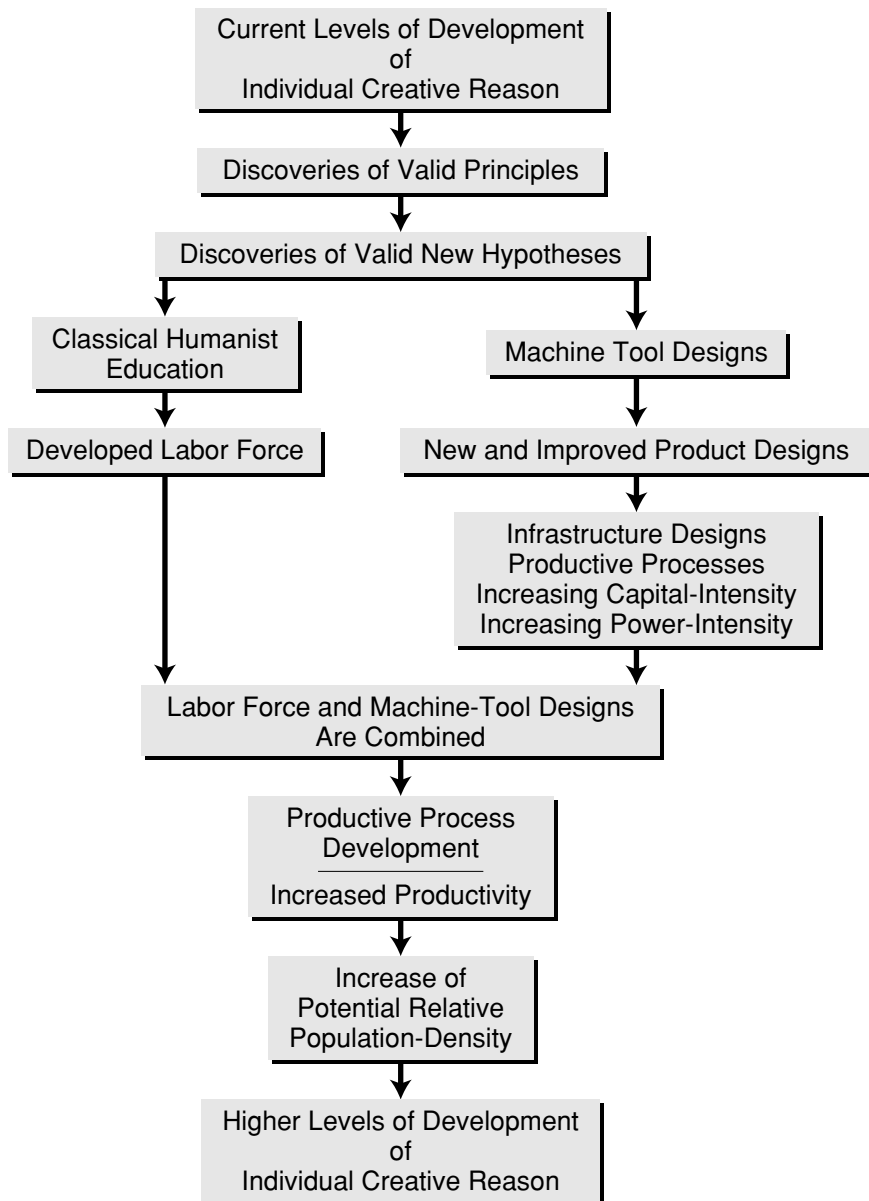 Current Levels of Development
of
Individual Creative Reason
Discoveries of Valid Principles
Discoveries of Valid New Hypotheses
Classical Humanist
Education
Machine Tool Designs
Developed Labor Force
New and Improved Product Designs
Infrastructure Designs
Productive Processes
Increasing Capital-Intensity
Increasing Power-Intensity
Labor Force and Machine-Tool Designs
Are Combined
Productive Process
Development
Increased Productivity
Increase of
Potential Relative
Population-Density
Higher Levels of Development
of
Individual Creative Reason